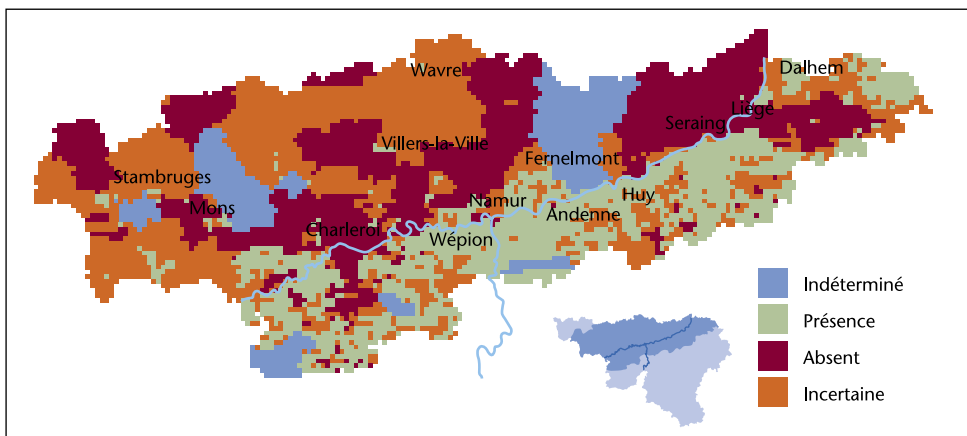 Wavre
Dalhem
Liège
Seraing
Villers-la-Ville
Fernelmont
Stambruges
Huy
Namur
Mons
Andenne
Charleroi
Wépion
Indéterminé
Présence
Absent
Incertaine